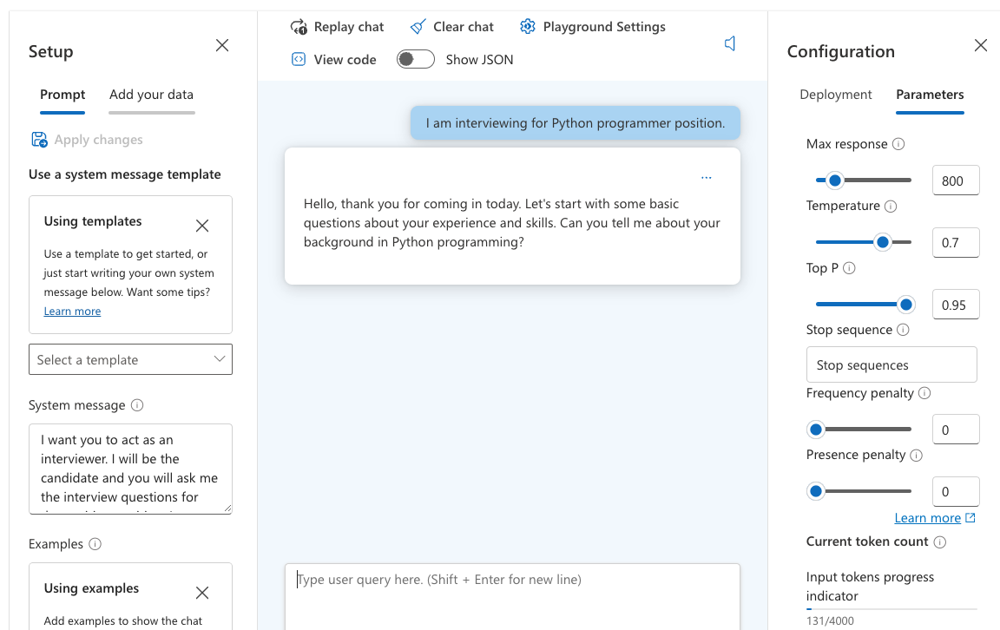 Setup
Prompt
Add your data
Apply changes
Use a system message template
Using templates
Use a template to get started, or
just start writing your own system
message below. Want some tips?
Learn more
Select a template
System message
I want you to act as an
interviewer. I will be the
candidate and you will ask me
the interview questions for
Examples
Using examples
Add examples to show the chat
Replay chat
Clear chat
Playground Settings
View code
Show JSON
I am interviewing for Python programmer position.
...
Hello, thank you for coming in today. Let's start with some basic
questions about your experience and skills. Can you tell me about your
background in Python programming?
Type user query here. (Shift + Enter for new line)
Configuration
Deployment
Parameters
Max response
800
Temperature
0.7
Top P
0.95
Stop sequence
Stop sequences
Frequency penalty
0
Presence penalty
0
Learn more
Current token count
Input tokens progress
indicator
131/4000